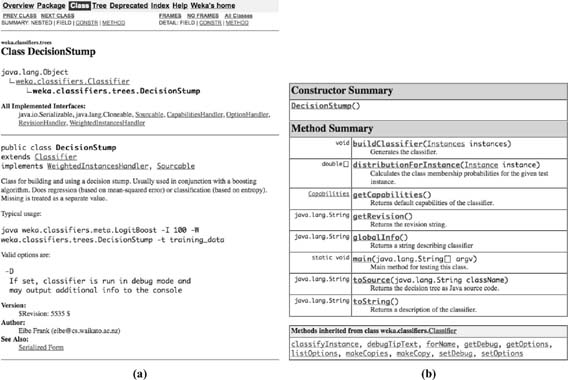 Overview Package Class Tree Deprecated Index Help Weka's home
PREV CLASS NEXT CLASS FRAMES NO FRAMES All Classes
SUMMARY: NESTED | FIELD | CONSTR | METHOD DETAIL: FIELD | CONSTR | METHOD
weka.classifiers.trees
Class DecisionStump
java.lang.Object
weka.classifiers.Classifier
weka.classifiers.trees.DecisionStump
All Implemented Interfaces:
java.io.Serializable, java.lang.Cloneable, Sourcable, CapabilitiesHandler, OptionHandler,
RevisionHandler, WeightedInstancesHandler
public class DecisionStump
extends Classifier
implements WeightedInstancesHandler, Sourcable
Class for building and using a decision stump. Usually used in conjunction with a boosting
algorithm. Does regression (based on mean-squared error) or classification (based on entropy).
Missing is treated as a separate value.
Typical usage:
java weka.classifiers.meta.LogitBoost -I 100 -W
weka.classifiers.trees.DecisionStump -t training_data
Valid options are:
-D
If set, classifier is run in debug mode and
may output additional info to the console
Version:
$Revision: 5535 $
Author:
Eibe Frank (eibe@cs.waikato.ac.nz)
See Also:
Serialized Form
(a)
Constructor Summary
DecisionStump()
Method Summary
void buildClassifier(Instances instances)
Generates the classifier.
double[] distributionForInstance(Instance instance)
Calculates the class membership probabilities for the given test
instance.
Capabilities getCapabilities()
Returns default capabilities of the classifier.
java.lang.String getRevision()
Returns the revision string.
java.lang.String globalInfo()
Returns a string describing classifier
static void main(java.lang.String[] argv)
Main method for testing this class.
java.lang.String toSource(java.lang.String className)
Returns the decision tree as Java source code.
java.lang.String toString()
Returns a description of the classifier.
Methods inherited from class weka.classifiers.Classifier
classifyInstance, debugTipText, forName, getDebug, getOptions,
listOptions, makeCopies, makeCopy, setDebug, setOptions
(b)